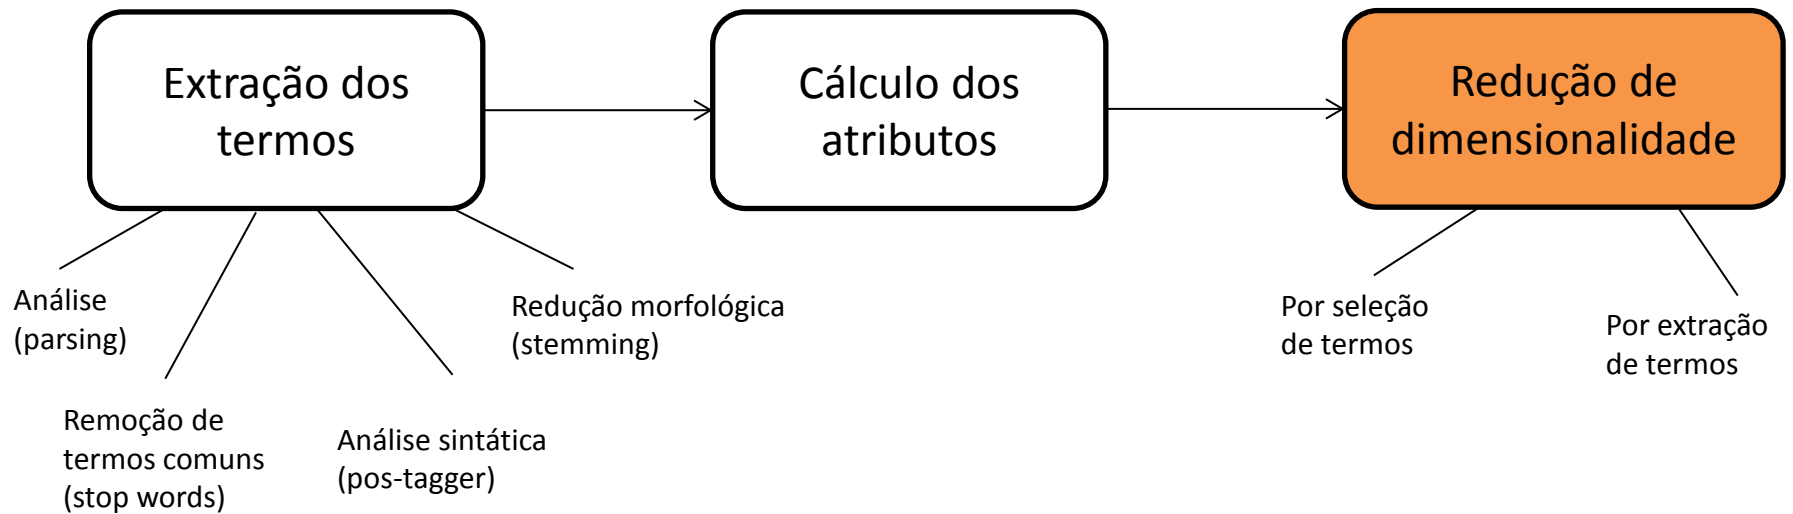 Extração dos
termos
Cálculo dos
atributos
Redução de
dimensionalidade
Análise
(parsing)
Remoção de
termos comuns
(stop words)
Análise sintática
(pos-tagger)
Redução morfológica
(stemming)
Por seleção
de termos
Por extração
de termos